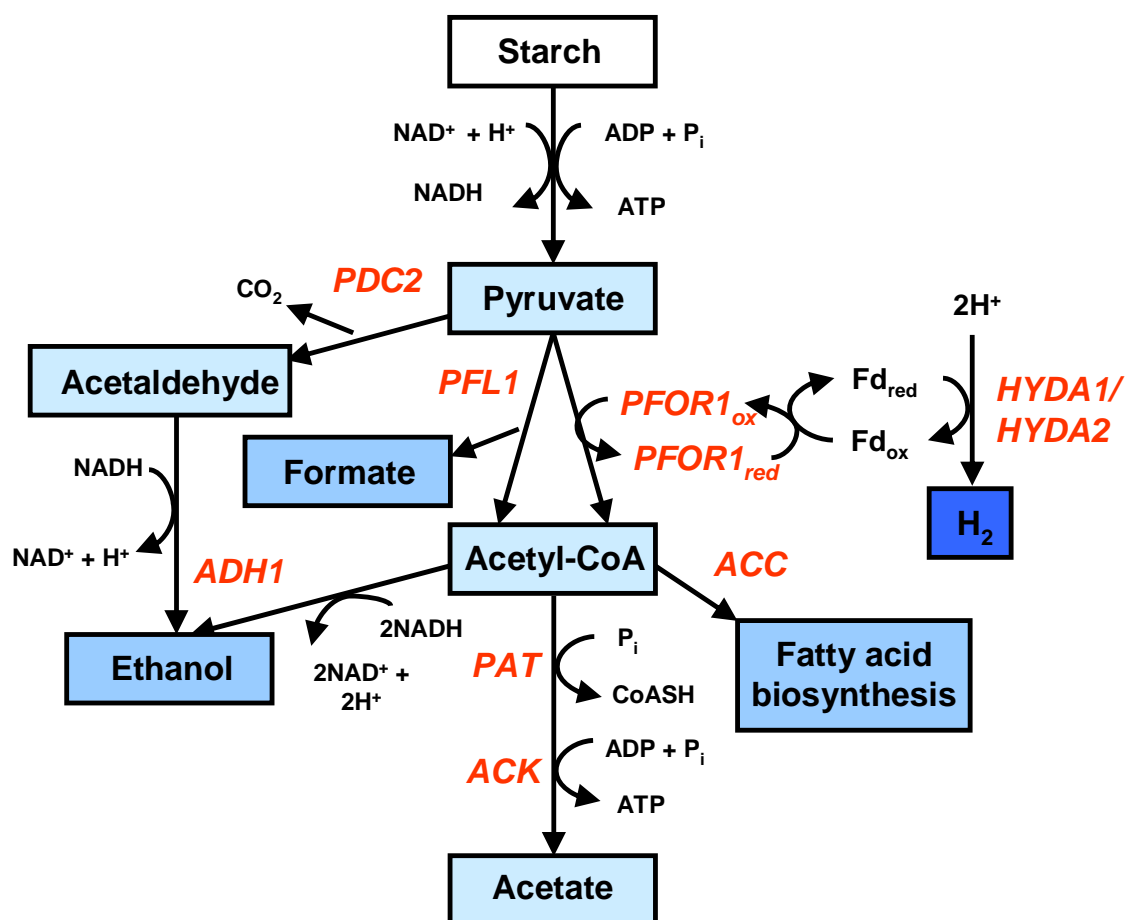 Starch
NAD⁺ + H⁺
ADP + Pᵢ
NADH
ATP
PDC2
CO₂
Pyruvate
2H⁺
Acetaldehyde
PFL1
PFOR1ox
Fdred
HYDA1/
HYDA2
Fdox
PFOR1red
NADH
Formate
H₂
NAD⁺ + H⁺
ADH1
Acetyl-CoA
ACC
2NADH
Ethanol
2NAD⁺ +
2H⁺
PAT
Pᵢ
CoASH
Fatty acid
biosynthesis
ADP + Pᵢ
ACK
ATP
Acetate